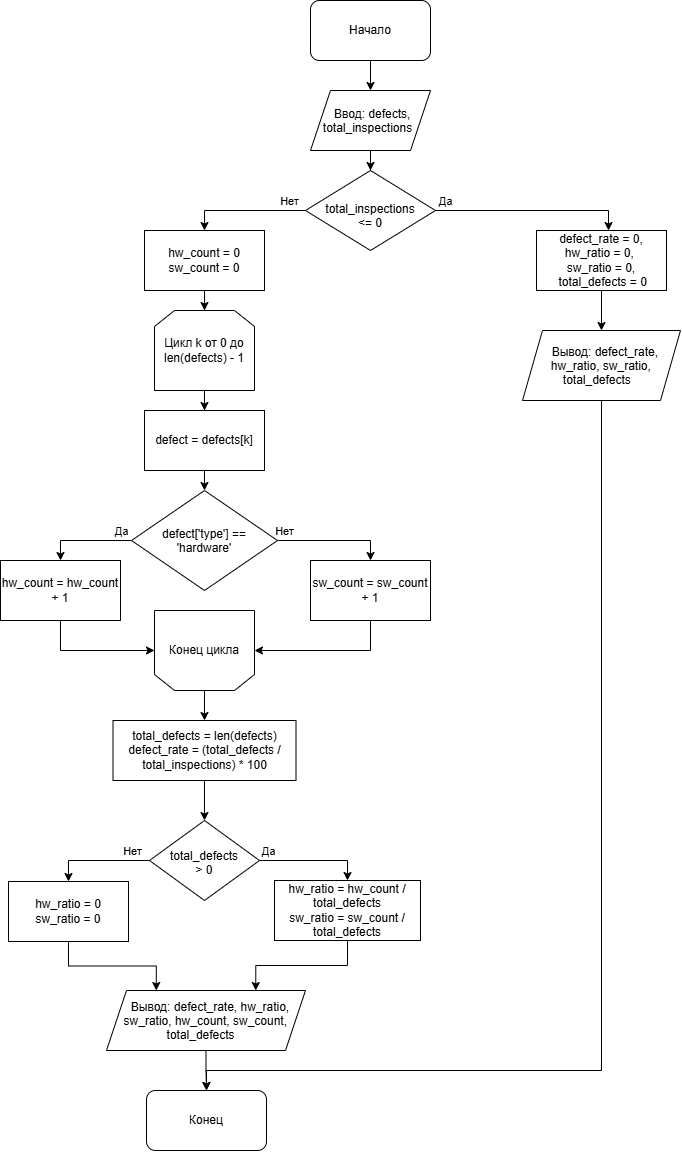 Начало
Ввод: defects,
total_inspections
total_inspections
<= 0
Нет
Да
hw_count = 0
sw_count = 0
defect_rate = 0,
hw_ratio = 0,
sw_ratio = 0,
total_defects = 0
Цикл k от 0 до
len(defects) - 1
Вывод: defect_rate,
hw_ratio, sw_ratio,
total_defects
defect = defects[k]
defect['type'] ==
'hardware'
Да
Нет
hw_count = hw_count
+ 1
sw_count = sw_count
+ 1
Конец цикла
total_defects = len(defects)
defect_rate = (total_defects /
total_inspections) * 100
total_defects
> 0
Нет
Да
hw_ratio = 0
sw_ratio = 0
hw_ratio = hw_count /
total_defects
sw_ratio = sw_count /
total_defects
Вывод: defect_rate, hw_ratio,
sw_ratio, hw_count, sw_count,
total_defects
Конец